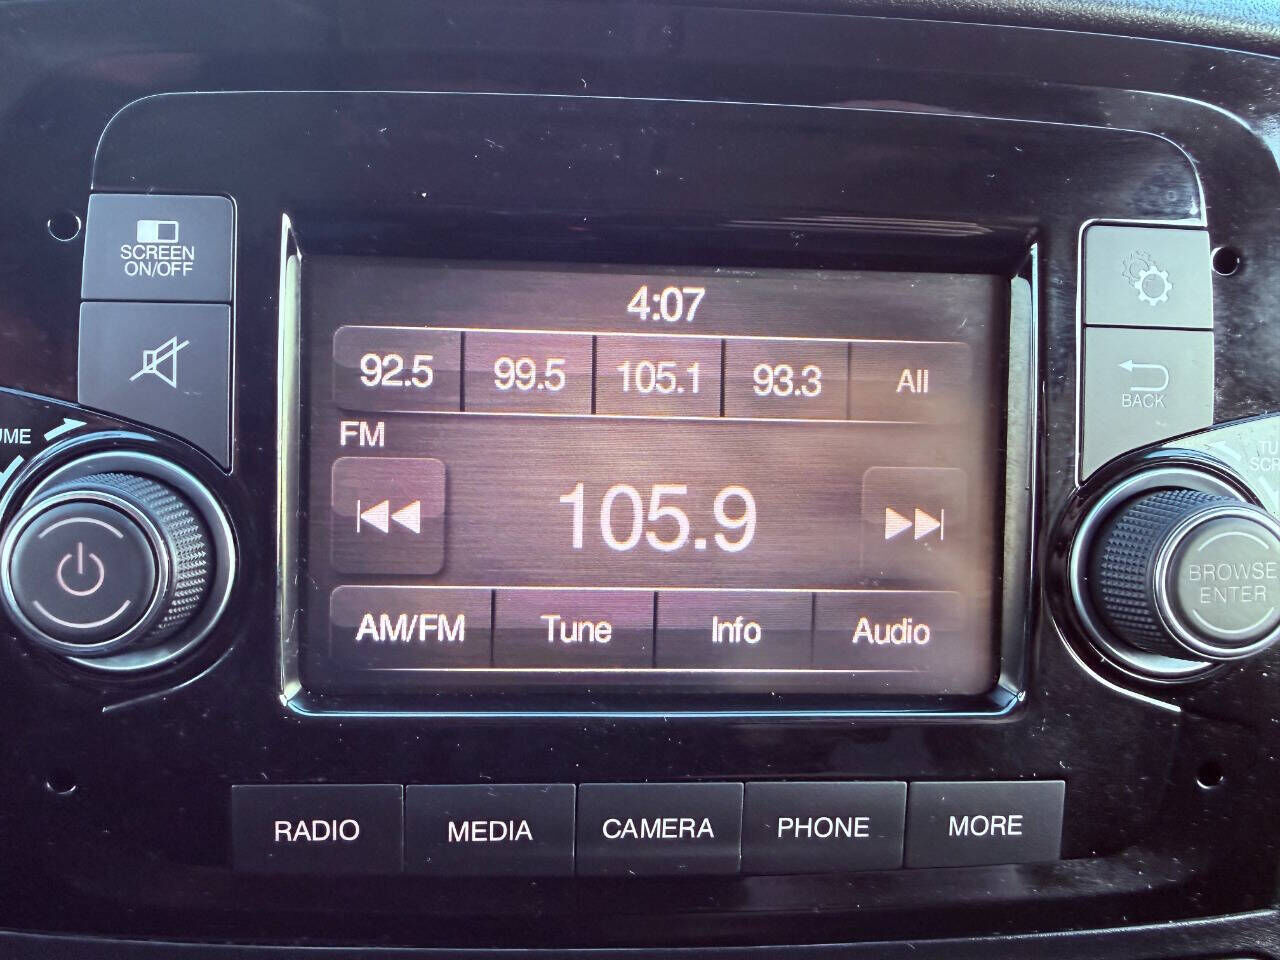 SCREEN
ON/OFF
4:07
92.5 99.5 105.1 93.3 All
BACK
FM
105.9
BROWSE
ENTER
AM/FM Tune Info Audio
RADIO MEDIA CAMERA PHONE MORE